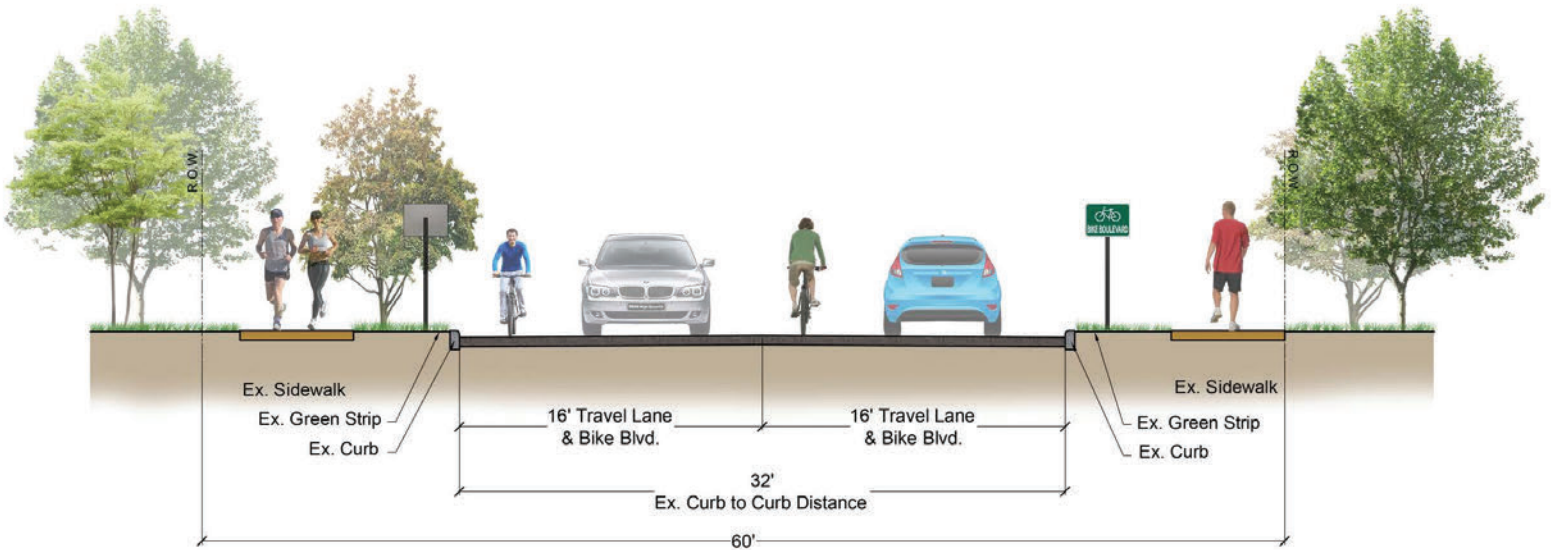 R.O.W
R.O.W
BIKE BOULEVARD
Ex. Sidewalk
Ex. Green Strip
Ex. Curb
16' Travel Lane
& Bike Blvd.
16' Travel Lane
& Bike Blvd.
Ex. Sidewalk
Ex. Green Strip
Ex. Curb
32'
Ex. Curb to Curb Distance
60'